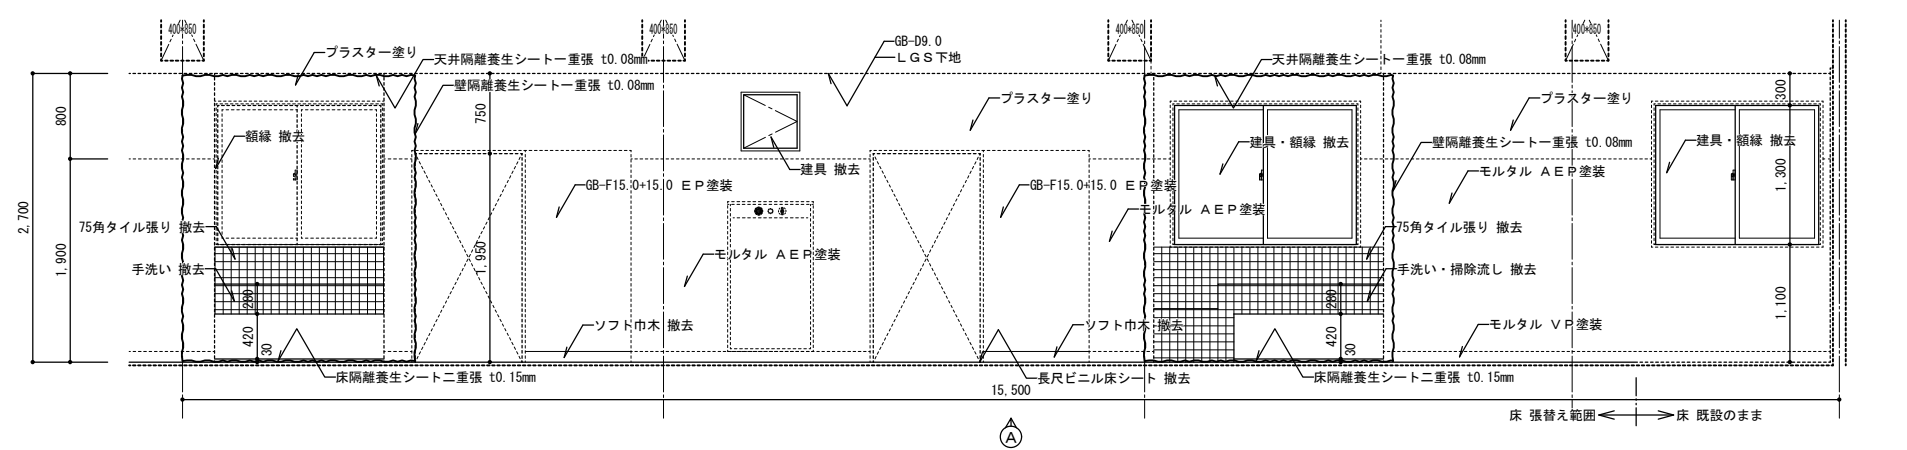 400*850
400*850
400*850
400*850
プラスター塗り
天井隔離養生シート一重張 t0.08mm
壁隔離養生シート一重張 t0.08mm
GB-D9.0
ＬＧＳ下地
プラスター塗り
天井隔離養生シート一重張 t0.08mm
プラスター塗り
300
800
750
額縁 撤去
建具 撤去
建具・額縁 撤去
壁隔離養生シート一重張 t0.08mm
建具・額縁 撤去
モルタル ＡＥＰ塗装
1,300
GB-F15.0+15.0 ＥＰ塗装
GB-F15.0+15.0 ＥＰ塗装
モルタル ＡＥＰ塗装
2,700
75角タイル張り 撤去
75角タイル張り 撤去
1,900
1,950
モルタル ＡＥＰ塗装
手洗い 撤去
手洗い・掃除流し 撤去
280
280
1,100
420
30
ソフト巾木 撤去
ソフト巾木 撤去
420
30
モルタル ＶＰ塗装
床隔離養生シート二重張 t0.15mm
長尺ビニル床シート 撤去
床隔離養生シート二重張 t0.15mm
15,500
床 張替え範囲
床 既設のまま
A